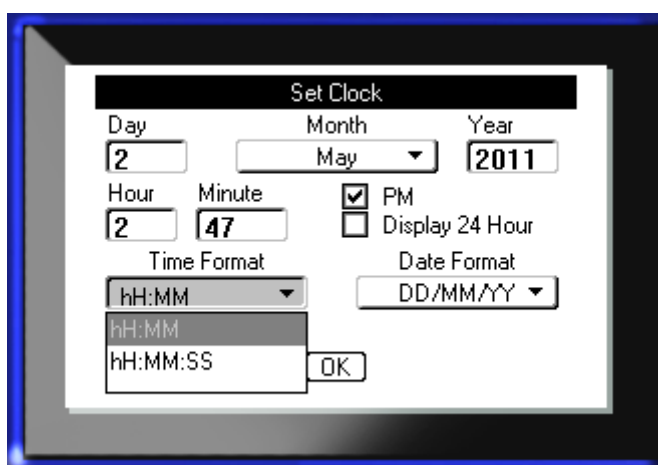 Set Clock
Day Month Year
2 May 2011
Hour Minute PM
2 47 Display 24 Hour
Time Format Date Format
hH:MM DD/MM/YY
hH:MM
hH:MM:SS
OK